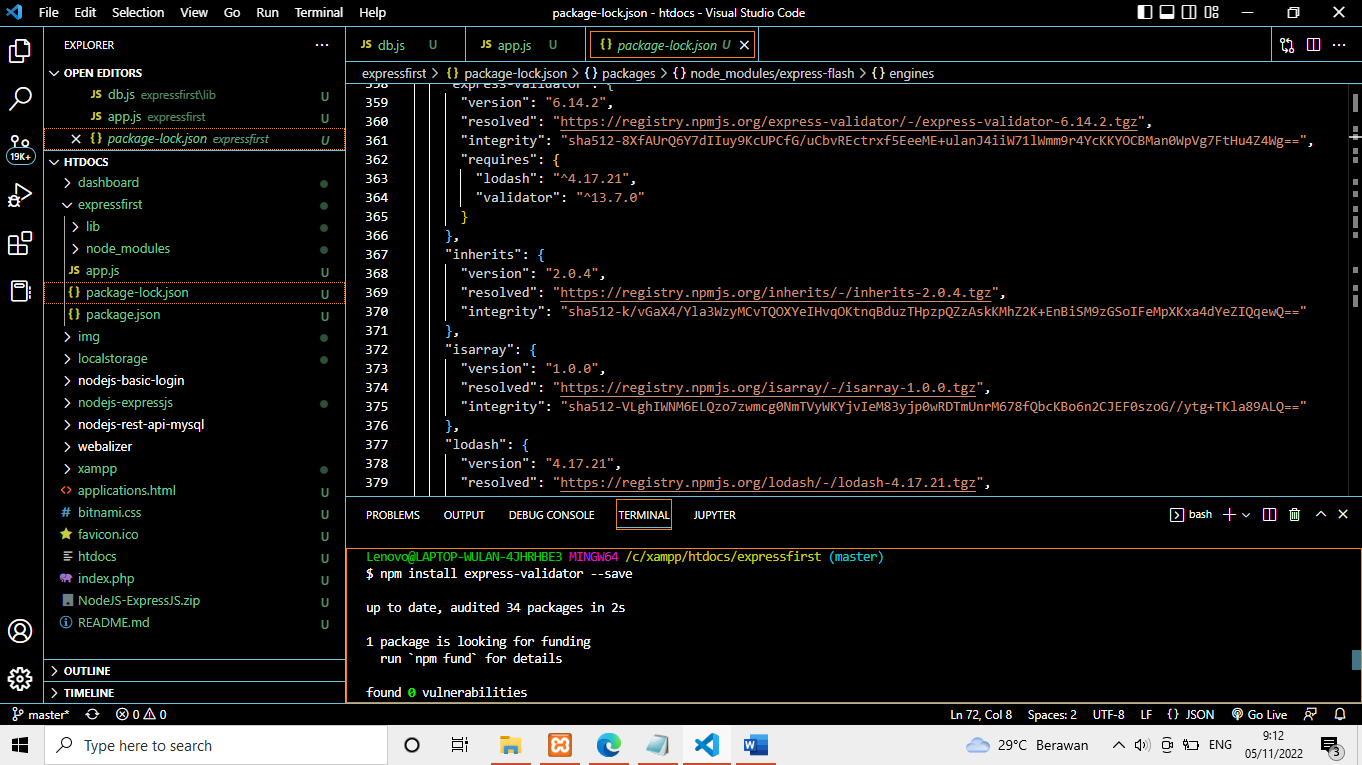 File Edit Selection View Go Run Terminal Help
package-lock.json - htdocs - Visual Studio Code
EXPLORER
OPEN EDITORS
JS db.js expressfirst\lib U
JS app.js expressfirst U
{} package-lock.json expressfirst U
19K+
HTDOCS
dashboard
expressfirst
lib
node_modules
JS app.js U
{} package-lock.json U
{} package.json U
img
localstorage
nodejs-basic-login
nodejs-expressjs
nodejs-rest-api-mysql
webalizer
xampp
<> applications.html U
# bitnami.css U
favicon.ico U
htdocs U
index.php U
NodeJS-ExpressJS.zip U
README.md U
OUTLINE
TIMELINE
JS db.js U
JS app.js U
{} package-lock.json U
expressfirst > {} package-lock.json > {} packages > {} node_modules/express-flash > {} engines
358 "express-validator": {
359 "version": "6.14.2",
360 "resolved": "https://registry.npmjs.org/express-validator/-/express-validator-6.14.2.tgz",
361 "integrity": "sha512-8XfAUrQ6Y7dIIuy9KcUPCfG/uCbvREctrxf5EeeME+ulanJ4iiW71lWmm9r4YcKKYOCBMan0WpVg7FtHu4Z4Wg==",
362 "requires": {
363 "lodash": "^4.17.21",
364 "validator": "^13.7.0"
365 }
366 },
367 "inherits": {
368 "version": "2.0.4",
369 "resolved": "https://registry.npmjs.org/inherits/-/inherits-2.0.4.tgz",
370 "integrity": "sha512-k/vGaX4/Yla3WzyMCvTQOXYeIHvqOKtnqBduzTHpzpQZzAskKMhZ2K+EnBiSM9zGSoIFeMpXKxa4dYeZIQqewQ=="
371 },
372 "isarray": {
373 "version": "1.0.0",
374 "resolved": "https://registry.npmjs.org/isarray/-/isarray-1.0.0.tgz",
375 "integrity": "sha512-VLghIWNM6ELQzo7zwmcg0NmTVyWKYjvIeM83yjp0wRDTmUnrM678fQbcKBo6n2CJEF0szoG//ytg+TKla89ALQ=="
376 },
377 "lodash": {
378 "version": "4.17.21",
379 "resolved": "https://registry.npmjs.org/lodash/-/lodash-4.17.21.tgz",
PROBLEMS OUTPUT DEBUG CONSOLE TERMINAL JUPYTER
bash
Lenovo@LAPTOP-WULAN-4JHRHBE3 MINGW64 /c/xampp/htdocs/expressfirst (master)
$ npm install express-validator --save
up to date, audited 34 packages in 2s
1 package is looking for funding
run `npm fund` for details
found 0 vulnerabilities
master* 0 0
Ln 72, Col 8 Spaces: 2 UTF-8 LF {} JSON Go Live
Type here to search
29°C Berawan
ENG
9:12
05/11/2022
3